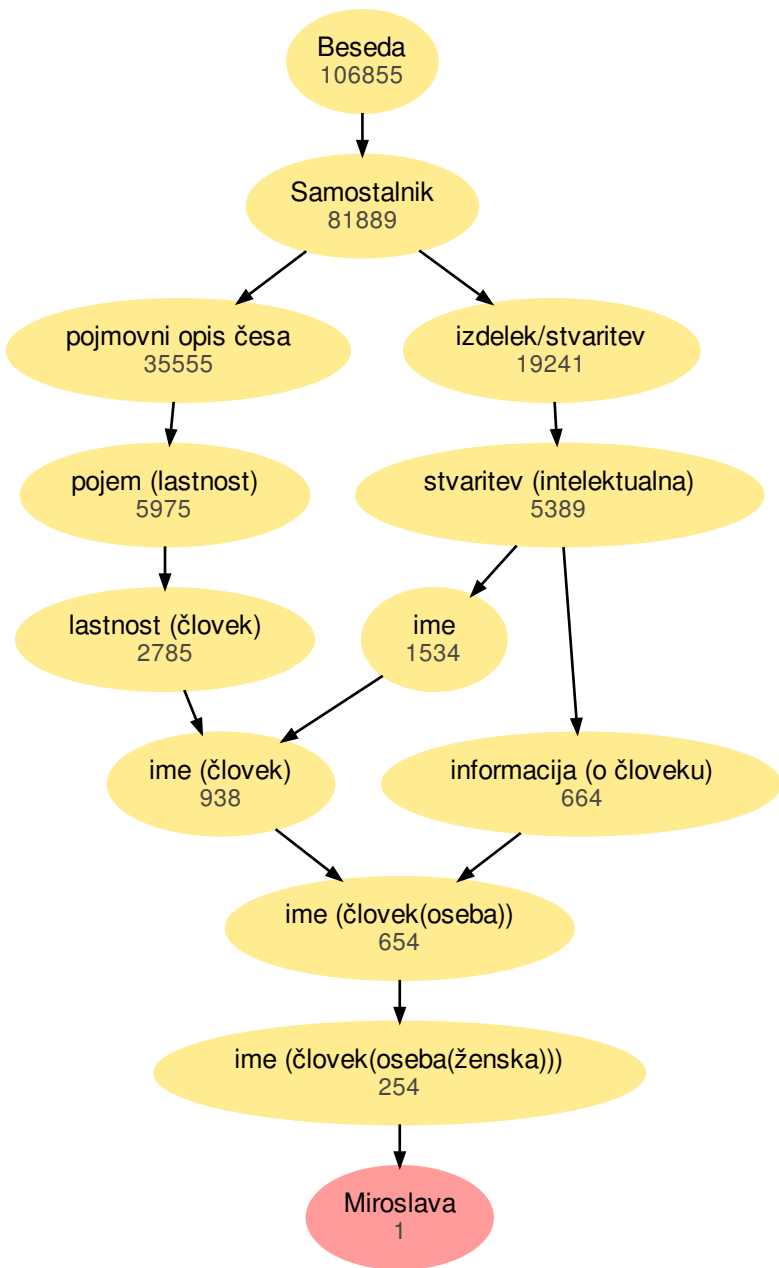 Beseda
106855
Samostalnik
81889
pojmovni opis česa
35555
izdelek/stvaritev
19241
pojem (lastnost)
5975
stvaritev (intelektualna)
5389
lastnost (človek)
2785
ime
1534
ime (človek)
938
informacija (o človeku)
664
ime (človek(oseba))
654
ime (človek(oseba(ženska)))
254
Miroslava
1